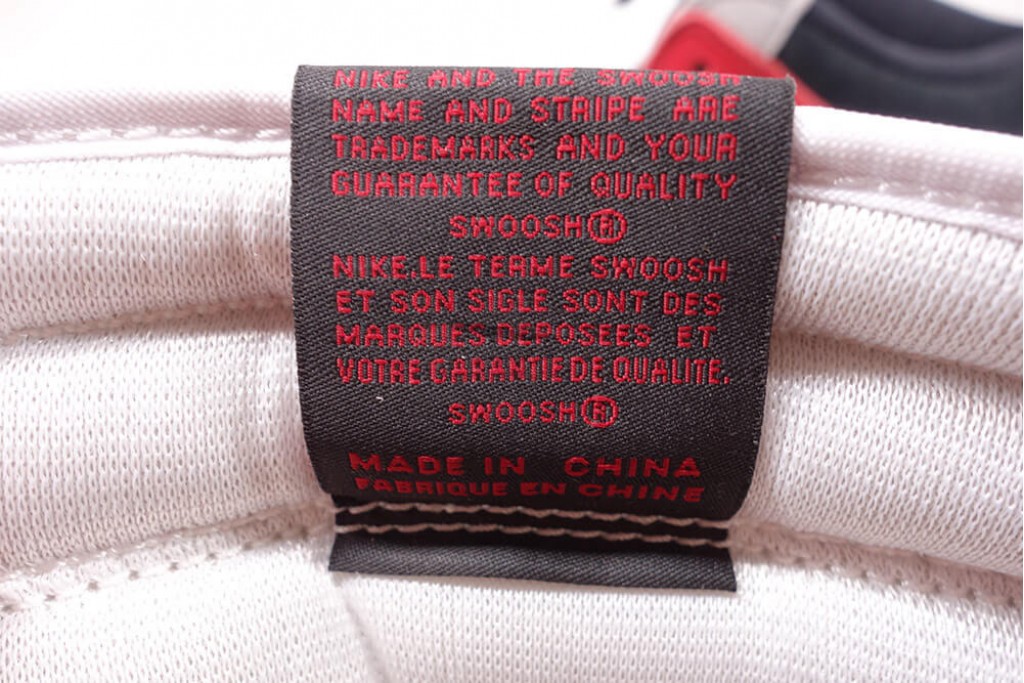 NIKE AND THE SWOOSH
NAME AND STRIPE ARE
TRADEMARKS AND YOUR
GUARANTEE OF QUALITY
SWOOSH®
NIKE.LE TERME SWOOSH
ET SON SIGLE SONT DES
MARQUES DEPOSEES ET
VOTRE GARANTIE DE QUALITE.
SWOOSH®
MADE IN CHINA
FABRIQUE EN CHINE